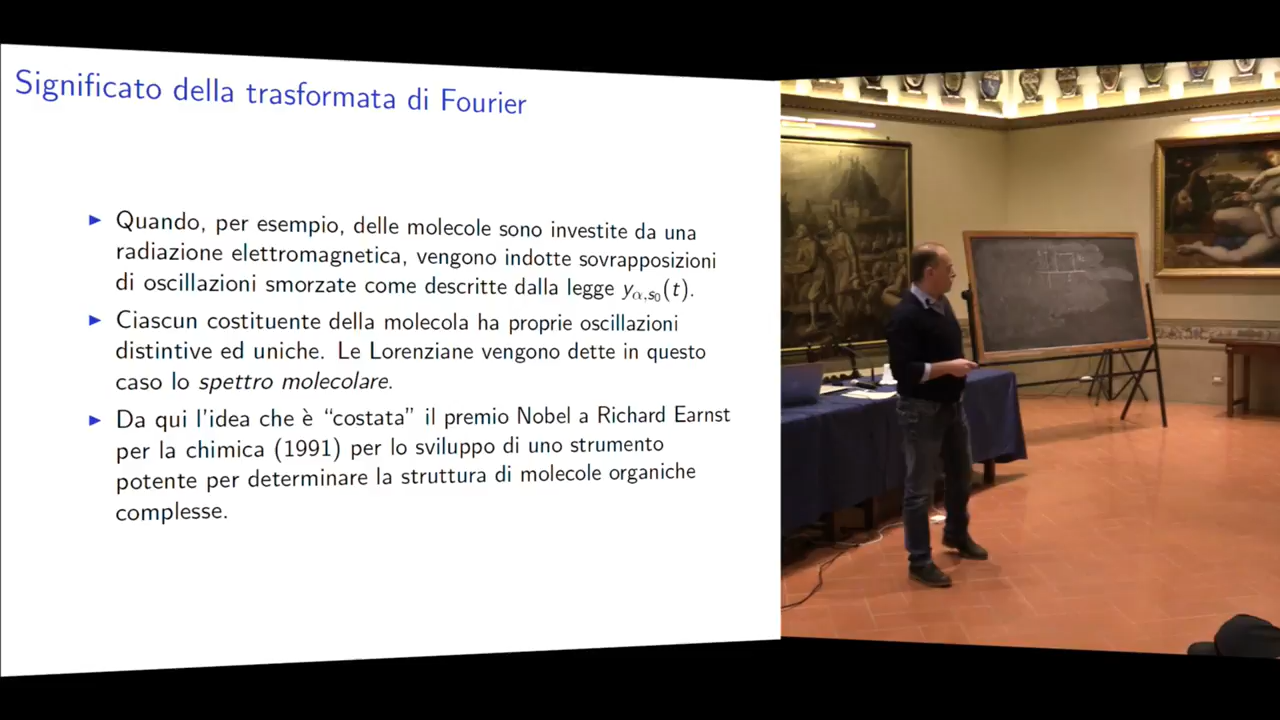 Significato della trasformata di Fourier
▶ Quando, per esempio, delle molecole sono investite da una
radiazione elettromagnetica, vengono indotte sovrapposizioni
di oscillazioni smorzate come descritte dalla legge yα,s₀(t).
▶ Ciascun costituente della molecola ha proprie oscillazioni
distintive ed uniche. Le Lorenziane vengono dette in questo
caso lo spettro molecolare.
▶ Da qui l'idea che è “costata” il premio Nobel a Richard Earnst
per la chimica (1991) per lo sviluppo di uno strumento
potente per determinare la struttura di molecole organiche
complesse.